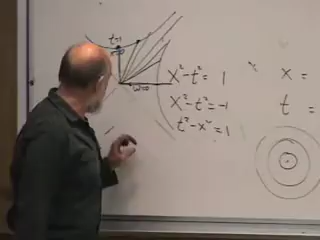 t=1
ω=0
x² - t² = 1
x² - t² = -1
t² - x² = 1
x =
t =